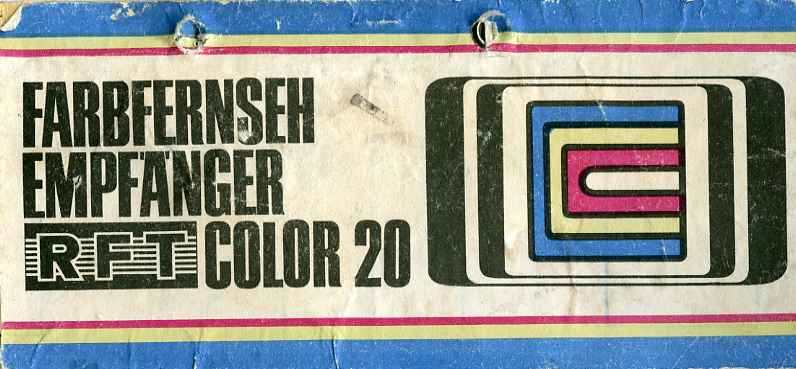 FARBFERNSEH
EMPFÄNGER
RFT COLOR 20